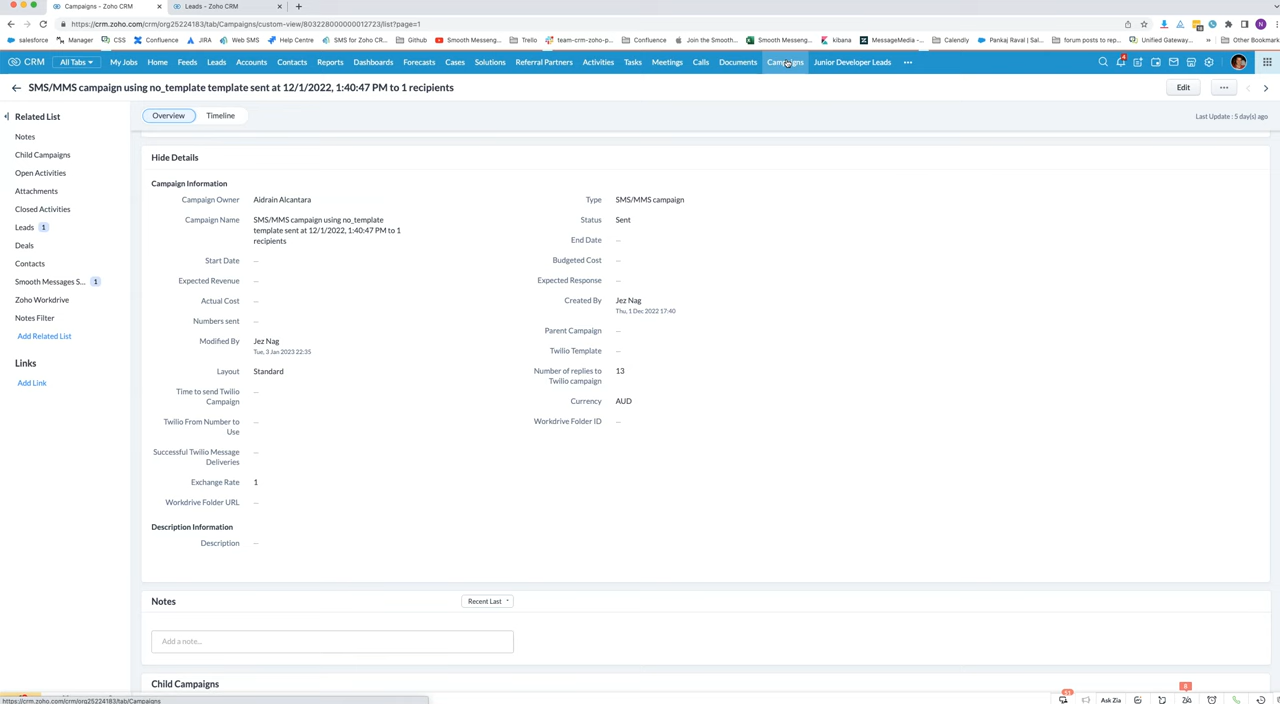 Campaigns - Zoho CRM
Leads - Zoho CRM
https://crm.zoho.com/crm/org25224183/tab/Campaigns/custom-view/803228000000012723/list?page=1
salesforce Manager CSS Confluence JIRA Web SMS Help Centre SMS for Zoho CR... Github Smooth Messeng... Trello team-crm-zoho-p... Confluence Join the Smooth... Smooth Messeng... kibana MessageMedia -... Calendly Pankaj Raval | Sal... forum posts to rep... Unified Gateway... » Other Bookmark
CRM All Tabs My Jobs Home Feeds Leads Accounts Contacts Reports Dashboards Forecasts Cases Solutions Referral Partners Activities Tasks Meetings Calls Documents Campaigns Junior Developer Leads •••
SMS/MMS campaign using no_template template sent at 12/1/2022, 1:40:47 PM to 1 recipients
Edit •••
Related List
Notes
Child Campaigns
Open Activities
Attachments
Closed Activities
Leads 1
Deals
Contacts
Smooth Messages S... 1
Zoho Workdrive
Notes Filter
Add Related List
Links
Add Link
Overview Timeline
Last Update : 5 day(s) ago
Hide Details
Campaign Information
Campaign Owner Aidrain Alcantara
Type SMS/MMS campaign
Campaign Name SMS/MMS campaign using no_template
template sent at 12/1/2022, 1:40:47 PM to 1
recipients
Status Sent
End Date —
Start Date —
Budgeted Cost —
Expected Revenue —
Expected Response —
Actual Cost —
Created By Jez Nag
Thu, 1 Dec 2022 17:40
Numbers sent —
Parent Campaign —
Modified By Jez Nag
Tue, 3 Jan 2023 22:35
Twilio Template —
Layout Standard
Number of replies to
Twilio campaign
13
Time to send Twilio
Campaign
—
Currency AUD
Twilio From Number to
Use
—
Workdrive Folder ID —
Successful Twilio Message
Deliveries
—
Exchange Rate 1
Workdrive Folder URL —
Description Information
Description —
Notes
Recent Last
Add a note...
Child Campaigns
https://crm.zoho.com/crm/org25224183/tab/Campaigns
Ask Zia
8